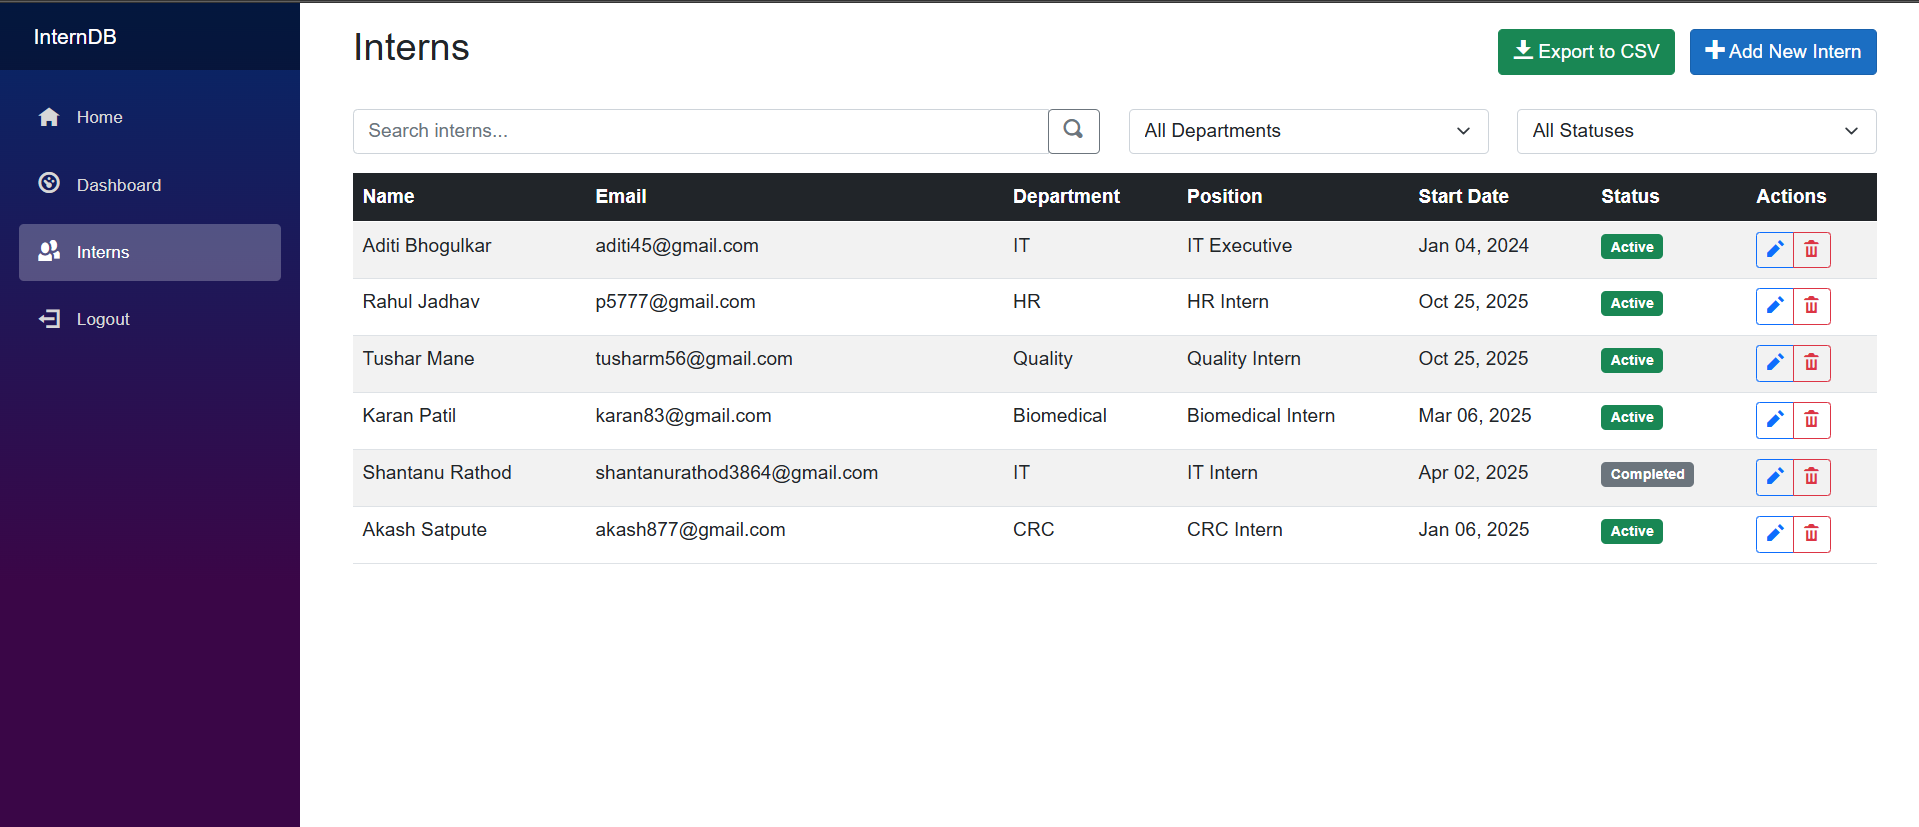 InternDB
Home
Dashboard
Interns
Logout
Interns
Export to CSV Add New Intern
Search interns... All Departments All Statuses
Name Email Department Position Start Date Status Actions
Aditi Bhogulkar aditi45@gmail.com IT IT Executive Jan 04, 2024 Active
Rahul Jadhav p5777@gmail.com HR HR Intern Oct 25, 2025 Active
Tushar Mane tusharm56@gmail.com Quality Quality Intern Oct 25, 2025 Active
Karan Patil karan83@gmail.com Biomedical Biomedical Intern Mar 06, 2025 Active
Shantanu Rathod shantanurathod3864@gmail.com IT IT Intern Apr 02, 2025 Completed
Akash Satpute akash877@gmail.com CRC CRC Intern Jan 06, 2025 Active